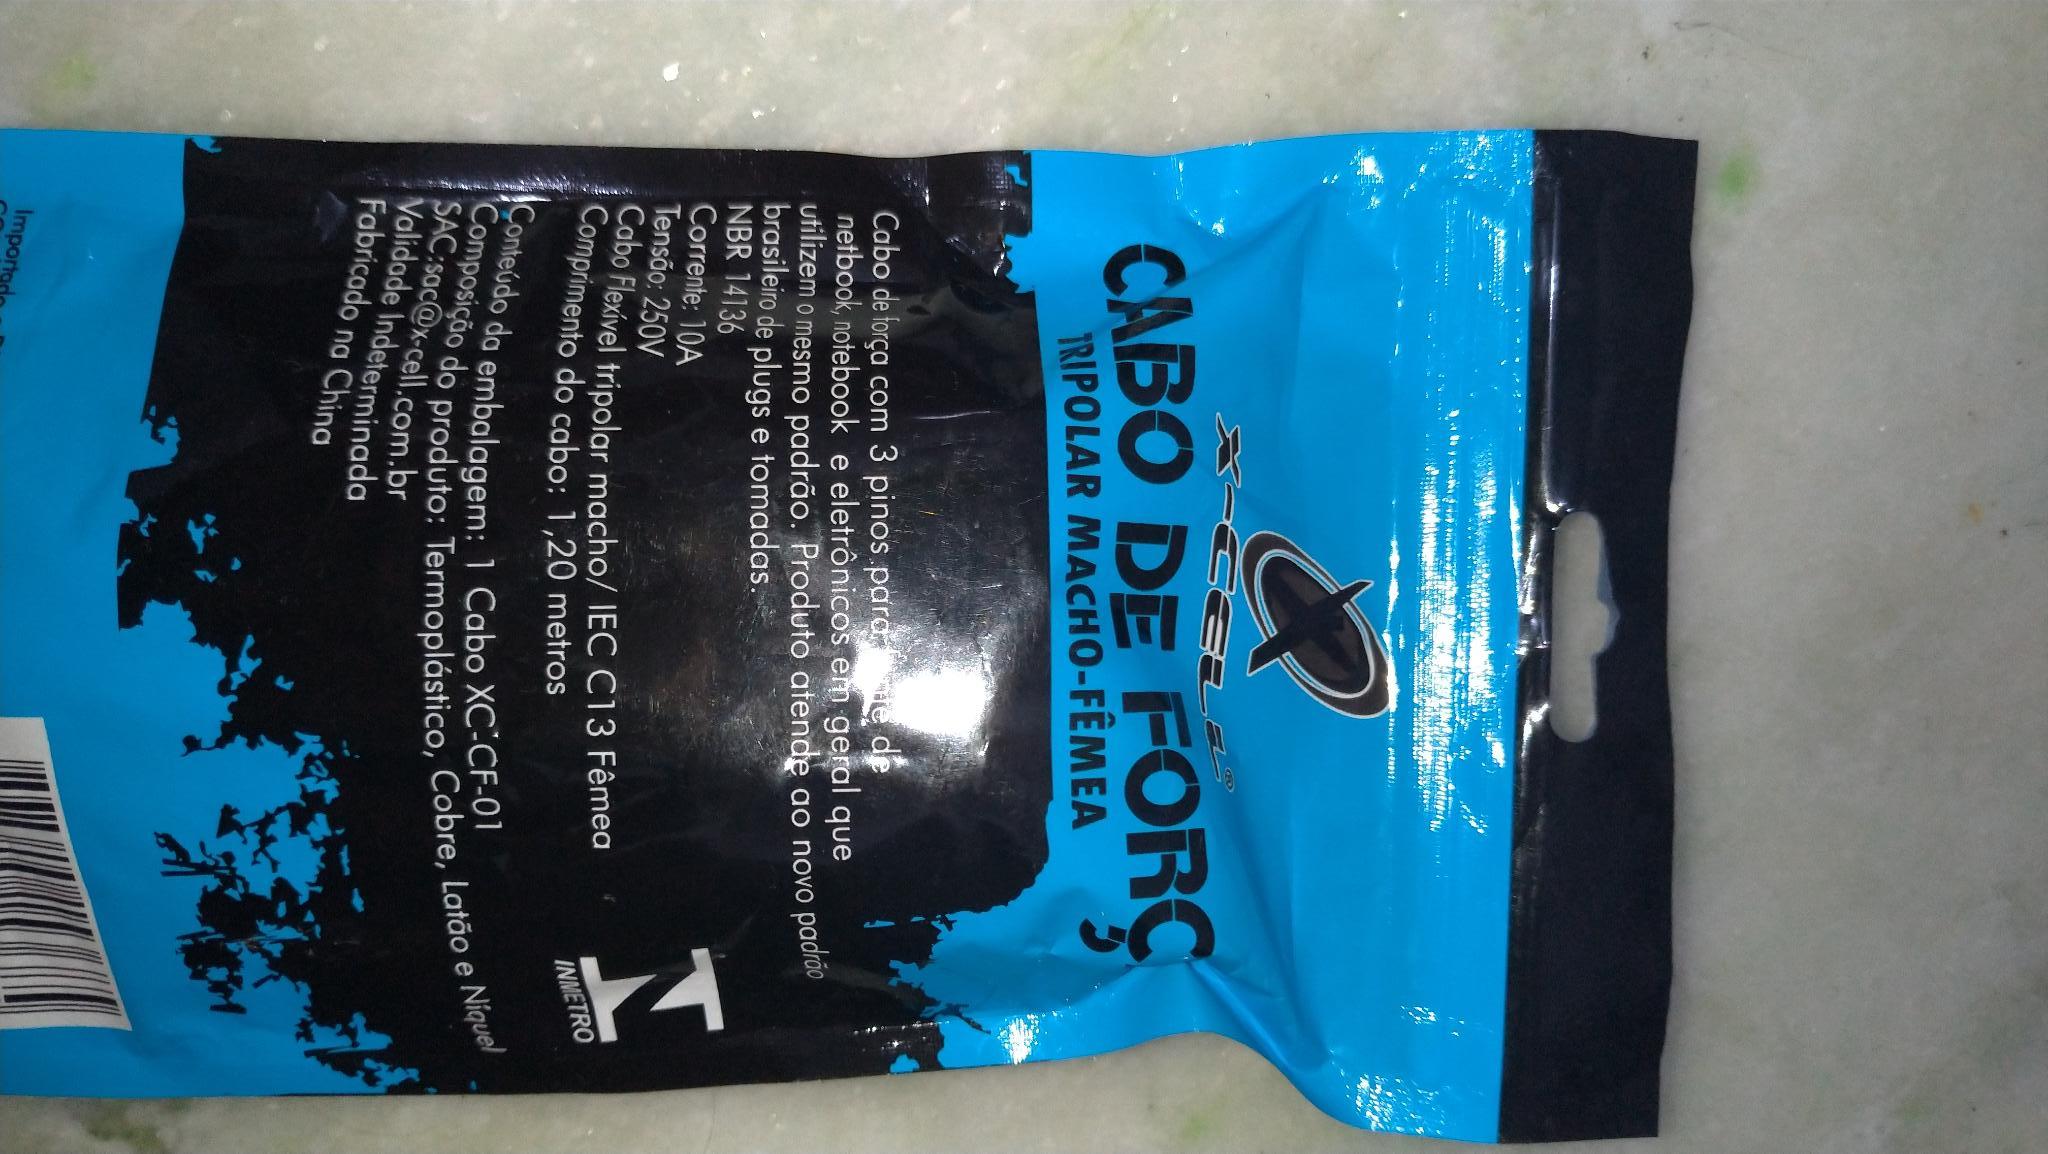 X-CELL®
CABO DE FORÇ
TRIPOLAR MACHO-FÊMEA
Cabo de força com 3 pinos para de
netbook, notebook e eletrônicos em geral que
utilizem o mesmo padrão. Produto atende ao novo padrão
brasileiro de plugs e tomadas.
NBR 14136
Corrente: 10A
Tensão: 250V
Cabo Flexível tripolar macho/ IEC C13 Fêmea
Comprimento do cabo: 1,20 metros
N
INMETRO
Conteúdo da embalagem: 1 Cabo XC-CF-01
Composição do produto: Termoplástico, Cobre, Latão e Níquel
SAC:sac@x-cell.com.br
Validade Indeterminada
Fabricado na China